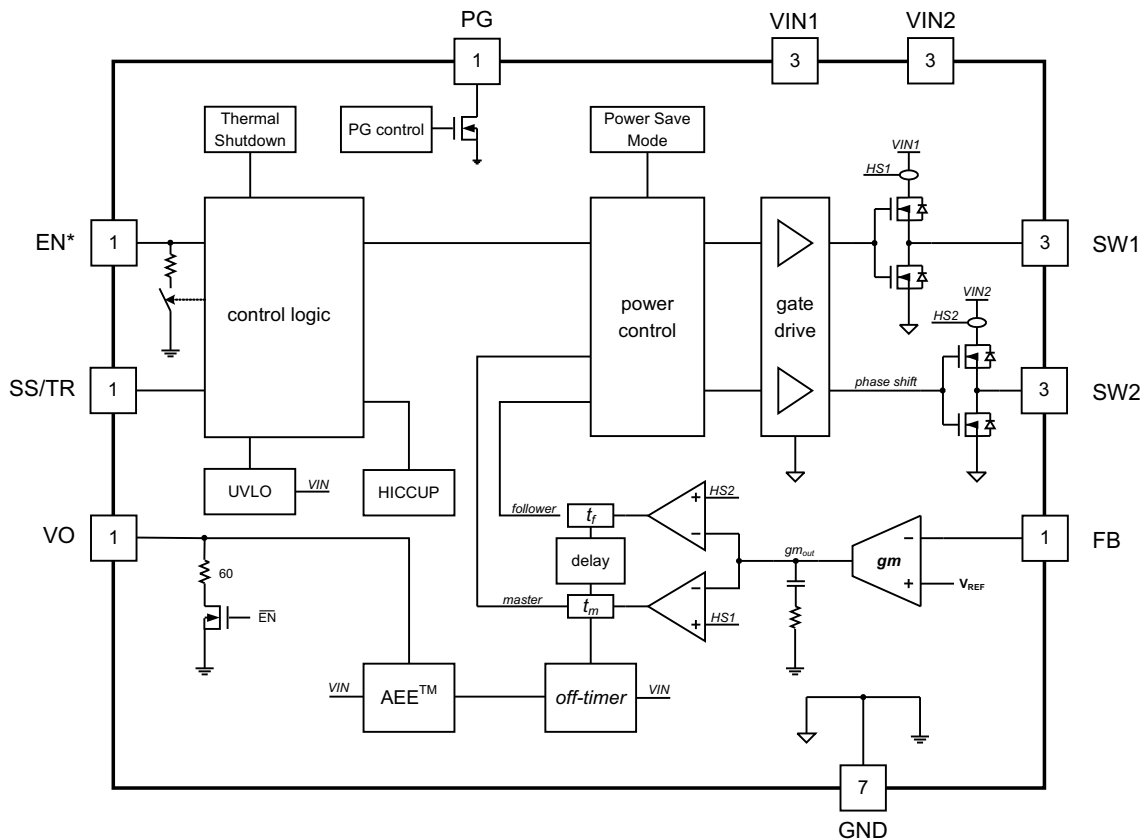 PG
VIN1
VIN2
1
3
3
Thermal
Shutdown
PG control
Power Save
Mode
VIN1
HS1
EN*
1
3
SW1
control logic
power
control
gate
drive
VIN2
HS2
SS/TR
1
phase shift
3
SW2
UVLO
VIN
HICCUP
HS2
+
follower
tf
−
VO
1
delay
gmout
gm
−
1
FB
60
master
tm
−
+
HS1
+
VREF
EN
VIN
AEE™
off-timer
VIN
7
GND